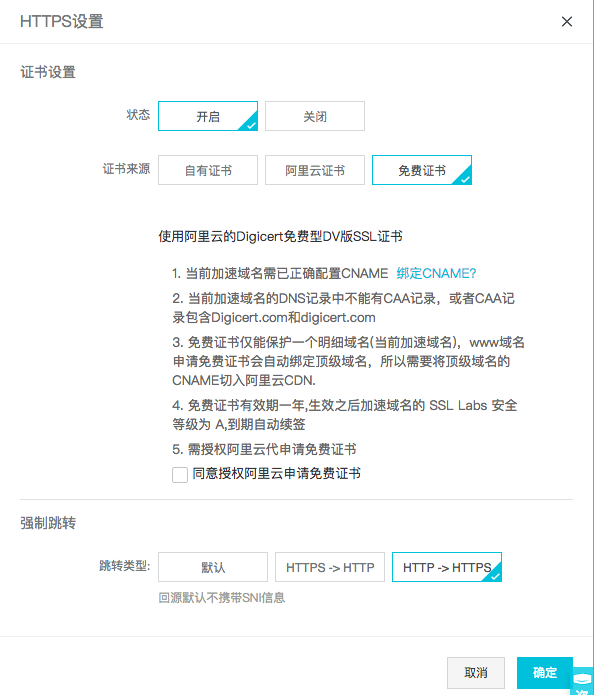 HTTPS设置
证书设置
状态 开启 关闭
证书来源 自有证书 阿里云证书 免费证书
使用阿里云的Digicert免费型DV版SSL证书
1. 当前加速域名需已正确配置CNAME 绑定CNAME?
2. 当前加速域名的DNS记录中不能有CAA记录，或者CAA记
录包含Digicert.com和digicert.com
3. 免费证书仅能保护一个明细域名(当前加速域名)，www域名
申请免费证书会自动绑定顶级域名，所以需要将顶级域名的
CNAME切入阿里云CDN.
4. 免费证书有效期一年,生效之后加速域名的 SSL Labs 安全
等级为 A,到期自动续签
5. 需授权阿里云代申请免费证书
同意授权阿里云申请免费证书
强制跳转
跳转类型: 默认 HTTPS -> HTTP HTTP -> HTTPS
回源默认不携带SNI信息
取消 确定